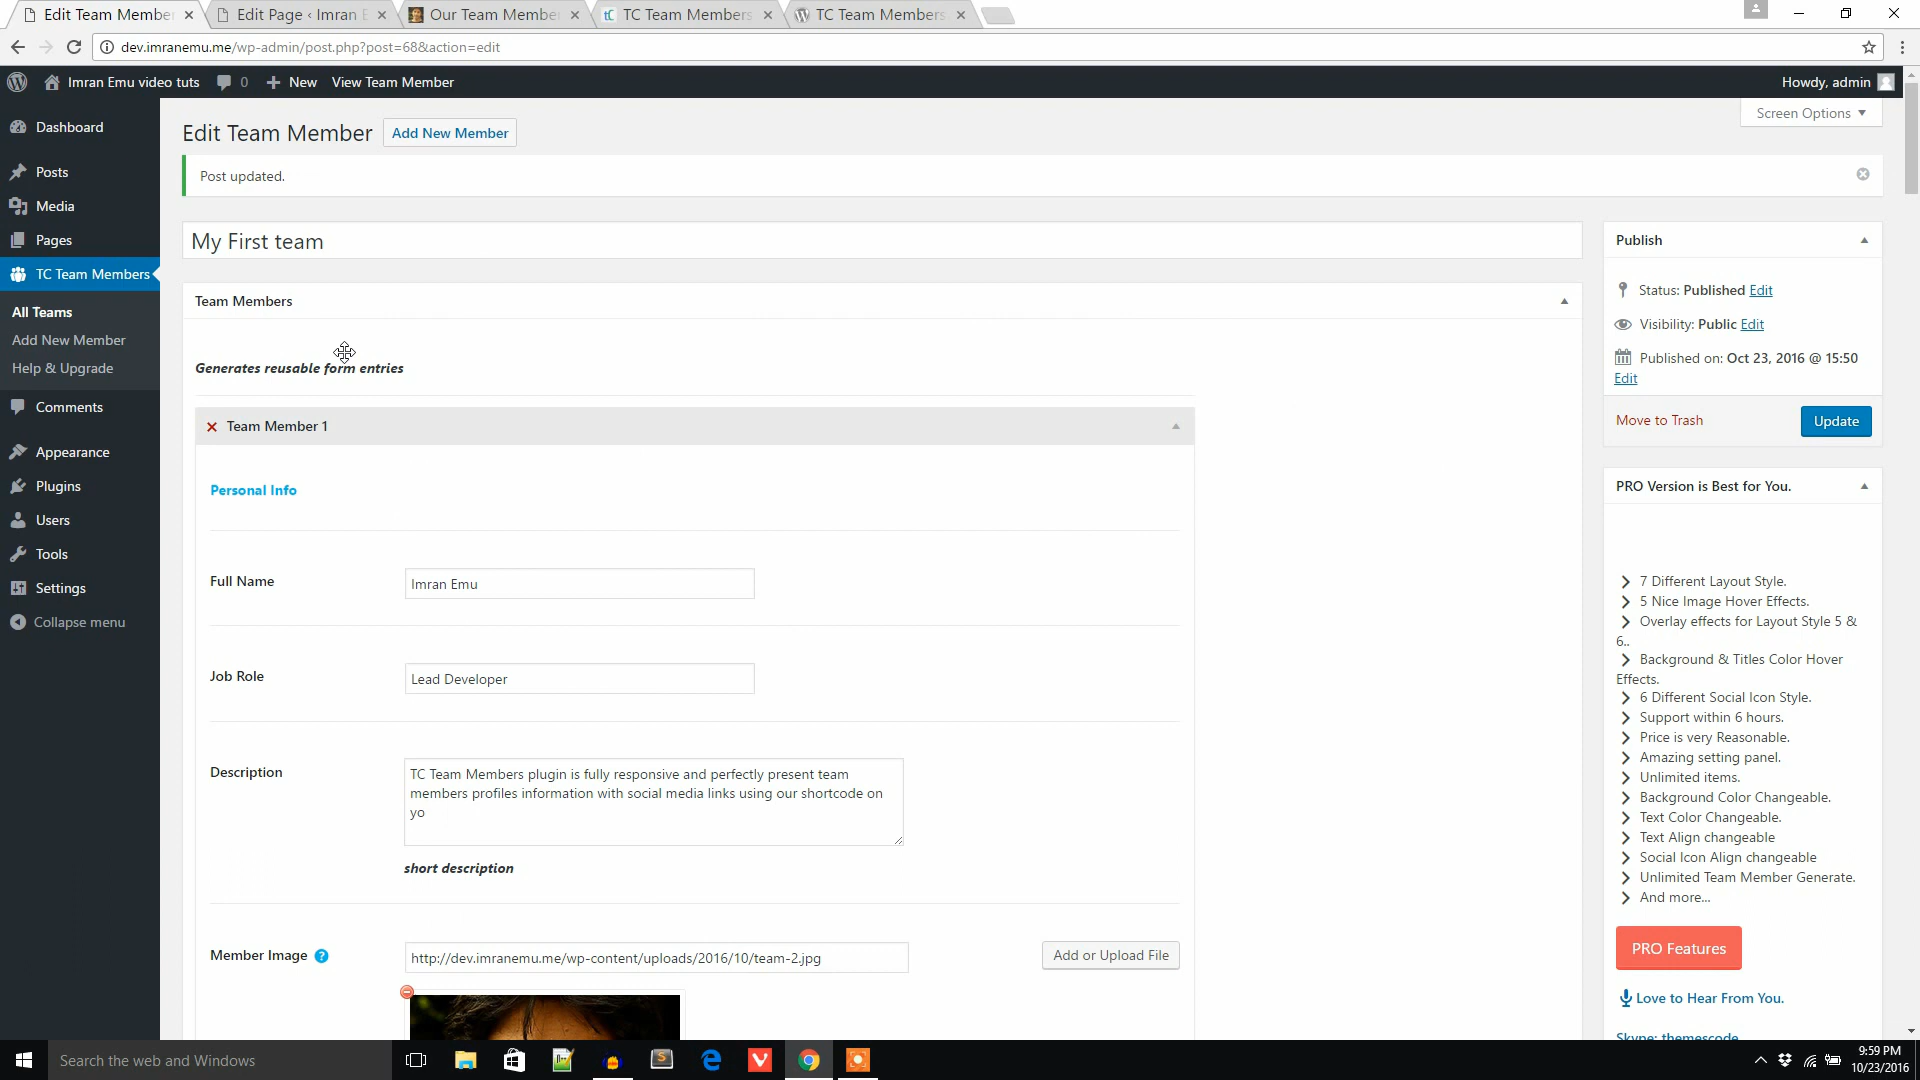 Edit Team Membe
Edit Page ‹ Imran E
Our Team Membe
tC TC Team Members
TC Team Members
dev.imranemu.me/wp-admin/post.php?post=68&action=edit
Imran Emu video tuts 0 New View Team Member
Howdy, admin
Screen Options
Dashboard
Posts
Media
Pages
TC Team Members
All Teams
Add New Member
Help & Upgrade
Comments
Appearance
Plugins
Users
Tools
Settings
Collapse menu
Edit Team Member Add New Member
Post updated.
My First team
Team Members
Generates reusable form entries
Team Member 1
Personal Info
Full Name Imran Emu
Job Role Lead Developer
Description TC Team Members plugin is fully responsive and perfectly present team
members profiles information with social media links using our shortcode on
yo
short description
Member Image ? http://dev.imranemu.me/wp-content/uploads/2016/10/team-2.jpg Add or Upload File
Publish
Status: Published Edit
Visibility: Public Edit
Published on: Oct 23, 2016 @ 15:50
Edit
Move to Trash Update
PRO Version is Best for You.
7 Different Layout Style.
5 Nice Image Hover Effects.
Overlay effects for Layout Style 5 &
6..
Background & Titles Color Hover
Effects.
6 Different Social Icon Style.
Support within 6 hours.
Price is very Reasonable.
Amazing setting panel.
Unlimited items.
Background Color Changeable.
Text Color Changeable.
Text Align changeable
Social Icon Align changeable
Unlimited Team Member Generate.
And more...
PRO Features
Love to Hear From You.
Skype: themescode
Search the web and Windows
9:59 PM
10/23/2016